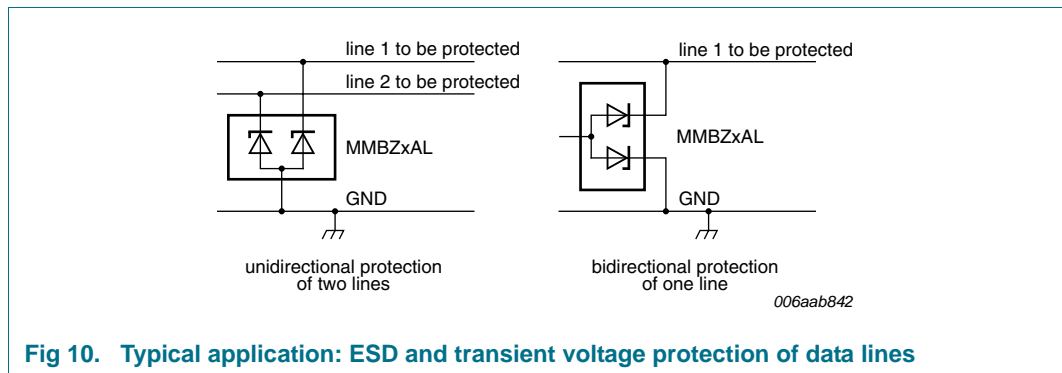 line 1 to be protected
line 2 to be protected
MMBZxAL
GND
unidirectional protection
of two lines
line 1 to be protected
MMBZxAL
GND
bidirectional protection
of one line
006aab842
Fig 10. Typical application: ESD and transient voltage protection of data lines